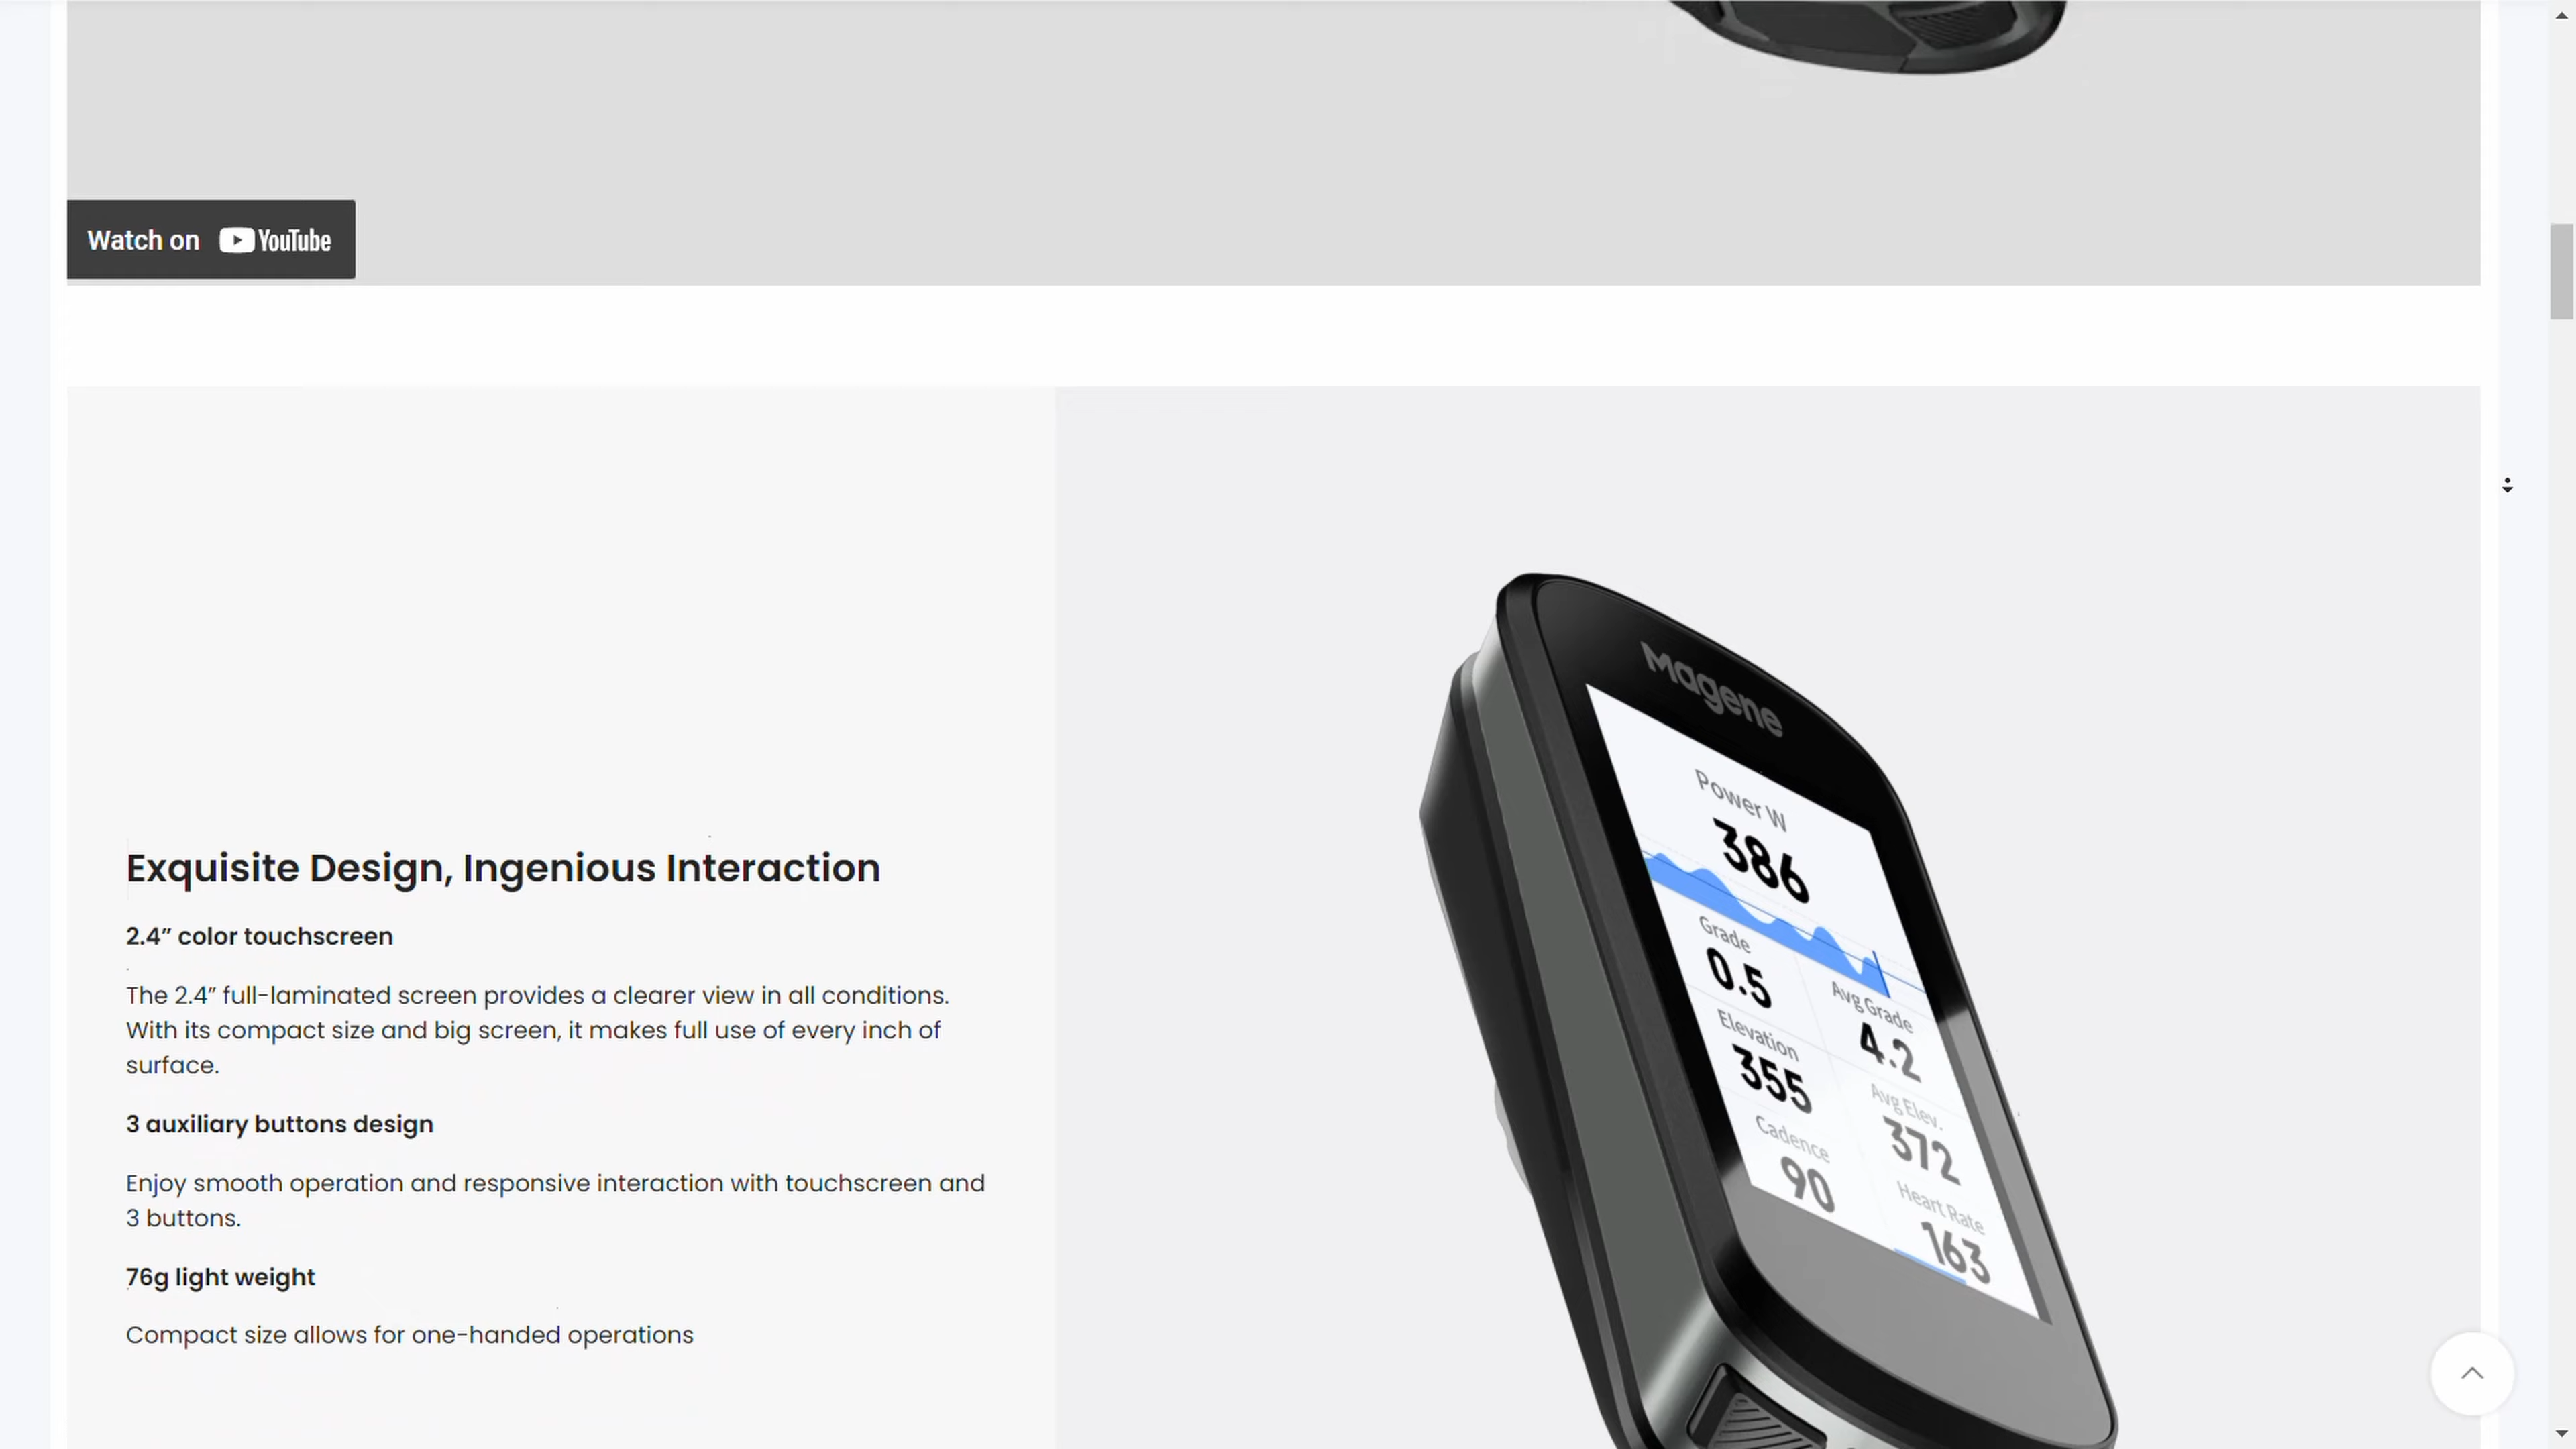 Watch on YouTube
Magene
Power W
386
Grade
0.5
Avg Grade
4.2
Elevation
355
Avg Elev.
372
Cadence
90
Heart Rate
163
Exquisite Design, Ingenious Interaction
2.4” color touchscreen
The 2.4” full-laminated screen provides a clearer view in all conditions.
With its compact size and big screen, it makes full use of every inch of
surface.
3 auxiliary buttons design
Enjoy smooth operation and responsive interaction with touchscreen and
3 buttons.
76g light weight
Compact size allows for one-handed operations